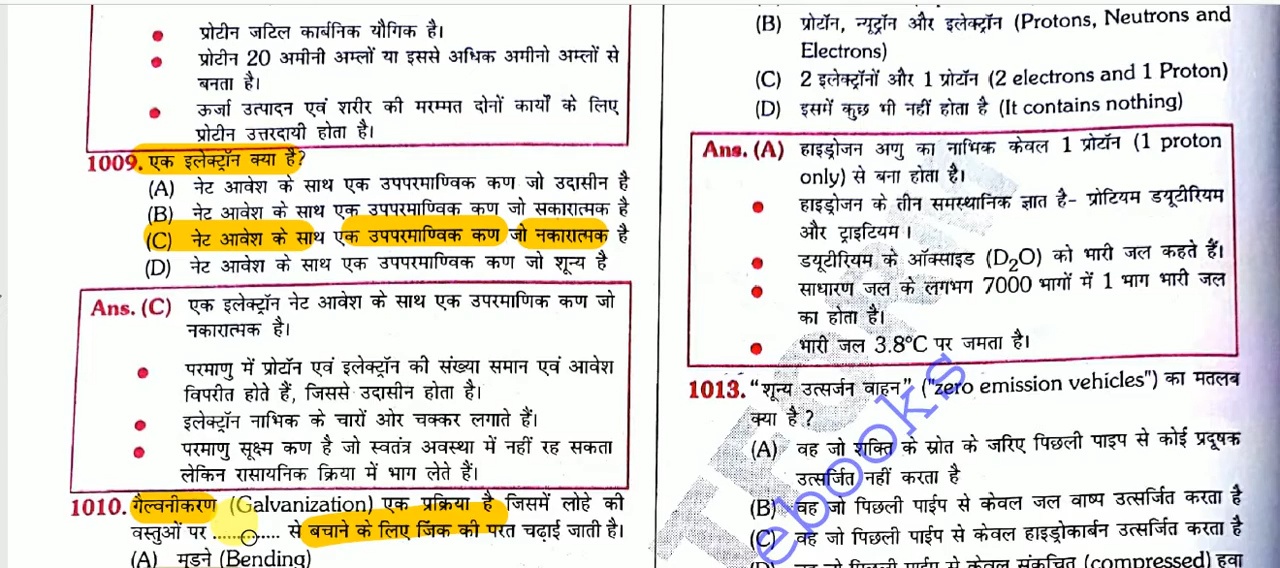 प्रोटीन जटिल कार्बनिक यौगिक है।
प्रोटीन 20 अमीनी अम्लों या इससे अधिक अमीनो अम्लों से
बनता है।
ऊर्जा उत्पादन एवं शरीर की मरम्मत दोनों कार्यों के लिए
प्रोटीन उत्तरदायी होता है।
1009. एक इलेक्ट्रॉन क्या है?
(A) नेट आवेश के साथ एक उपपरमाण्विक कण जो उदासीन है
(B) नेट आवेश के साथ एक उपपरमाण्विक कण जो सकारात्मक है
(C) नेट आवेश के साथ एक उपपरमाण्विक कण जो नकारात्मक है
(D) नेट आवेश के साथ एक उपपरमाण्विक कण जो शून्य है
Ans. (C) एक इलेक्ट्रॉन नेट आवेश के साथ एक उपरमाणिक कण जो
नकारात्मक है।
परमाणु में प्रोटॉन एवं इलेक्ट्रॉन की संख्या समान एवं आवेश
विपरीत होते हैं, जिससे उदासीन होता है।
इलेक्ट्रॉन नाभिक के चारों ओर चक्कर लगाते हैं।
परमाणु सूक्ष्म कण है जो स्वतंत्र अवस्था में नहीं रह सकता
लेकिन रासायनिक क्रिया में भाग लेते हैं।
1010. गैल्वनीकरण (Galvanization) एक प्रक्रिया है जिसमें लोहे की
वस्तुओं पर ............ से बचाने के लिए जिंक की परत चढ़ाई जाती है।
(A) मुड़ने (Bending)
(B) प्रोटॉन, न्यूट्रॉन और इलेक्ट्रॉन (Protons, Neutrons and
Electrons)
(C) 2 इलेक्ट्रॉनों और 1 प्रोटॉन (2 electrons and 1 Proton)
(D) इसमें कुछ भी नहीं होता है (It contains nothing)
Ans. (A) हाइड्रोजन अणु का नाभिक केवल 1 प्रोटॉन (1 proton
only) से बना होता है।
हाइड्रोजन के तीन समस्थानिक ज्ञात है- प्रोटियम डयूटीरियम
और ट्राइटियम।
डयूटीरियम के ऑक्साइड (D₂O) को भारी जल कहते हैं।
साधारण जल के लगभग 7000 भागों में 1 भाग भारी जल
का होता है।
भारी जल 3.8°C पर जमता है।
1013. "शून्य उत्सर्जन वाहन" ("zero emission vehicles") का मतलब
क्या है ?
(A) वह जो शक्ति के स्रोत के जरिए पिछली पाइप से कोई प्रदूषक
उत्सर्जित नहीं करता है
(B) वह जो पिछली पाईप से केवल जल वाष्प उत्सर्जित करता है
(C) वह जो पिछली पाईप से केवल हाइड्रोकार्बन उत्सर्जित करता है
(D) वह जो पिछली पाईप से केवल संकुचित (compressed) हवा
ebooks